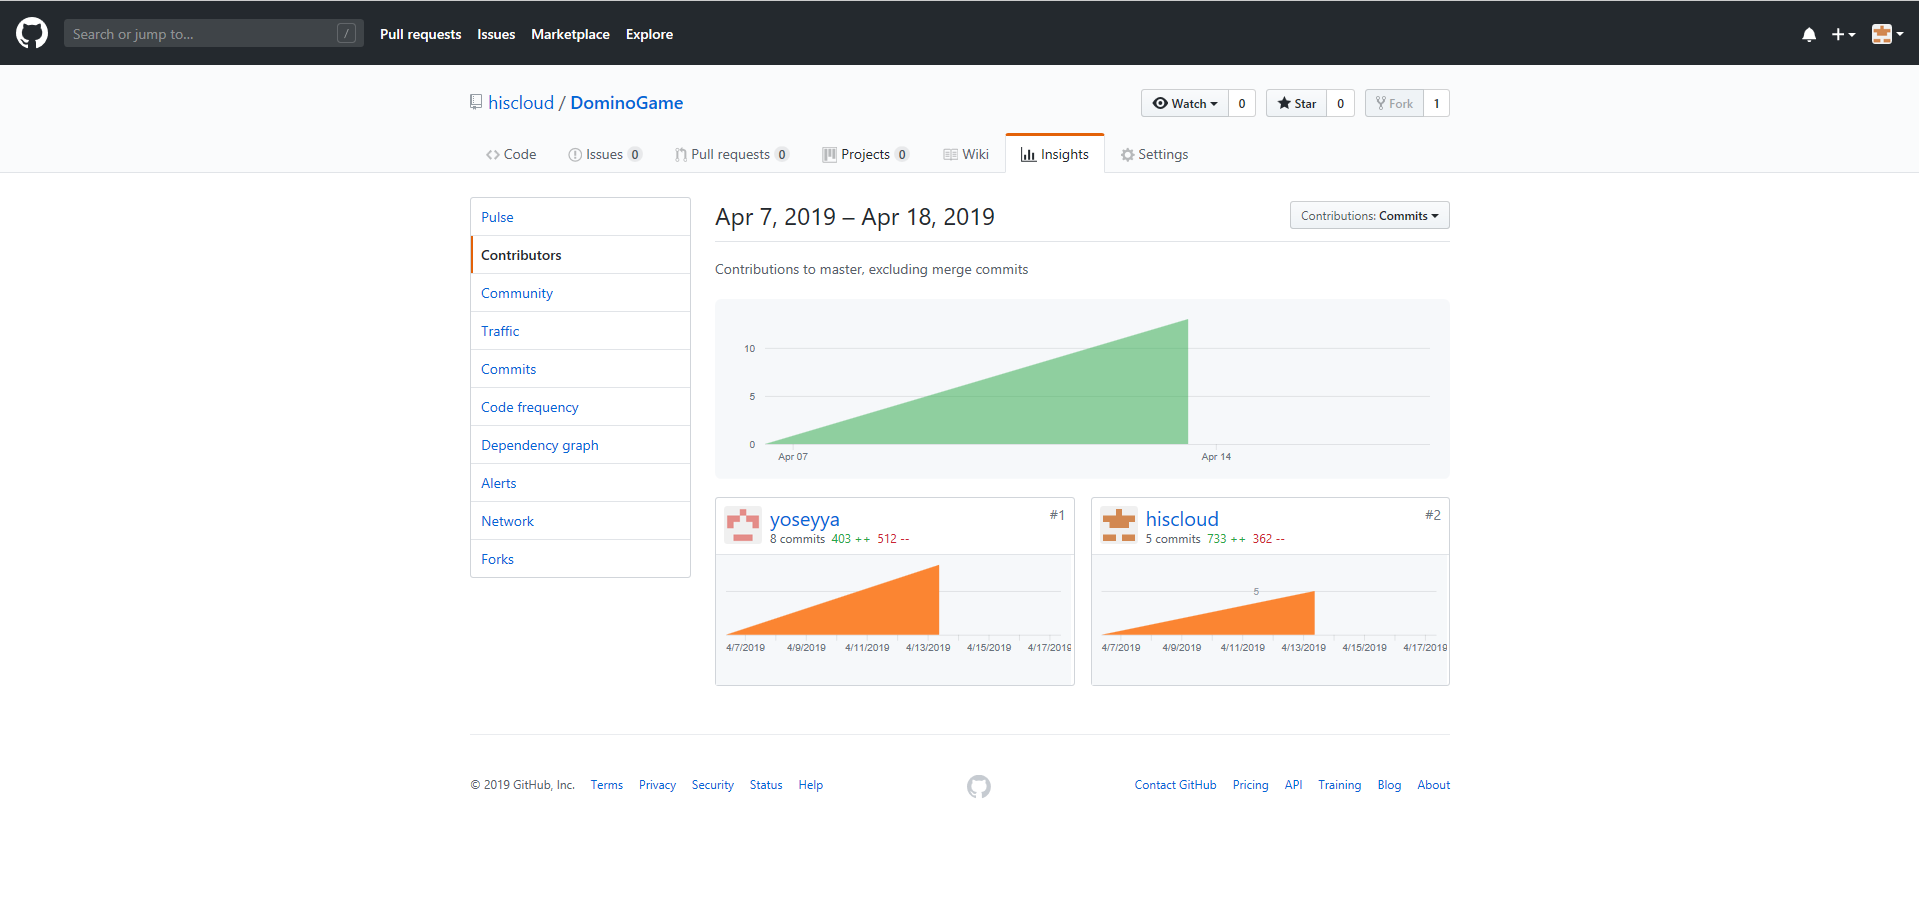 Search or jump to... /
Pull requests Issues Marketplace Explore
hiscloud / DominoGame
Watch 0 Star 0 Fork 1
Code Issues 0 Pull requests 0 Projects 0 Wiki Insights Settings
Pulse
Contributors
Community
Traffic
Commits
Code frequency
Dependency graph
Alerts
Network
Forks
Apr 7, 2019 – Apr 18, 2019
Contributions: Commits
Contributions to master, excluding merge commits
10
5
0
Apr 07 Apr 14
yoseyya #1
8 commits 403 ++ 512 --
4/7/2019 4/9/2019 4/11/2019 4/13/2019 4/15/2019 4/17/2019
hiscloud #2
5 commits 733 ++ 362 --
5
4/7/2019 4/9/2019 4/11/2019 4/13/2019 4/15/2019 4/17/2019
© 2019 GitHub, Inc. Terms Privacy Security Status Help
Contact GitHub Pricing API Training Blog About